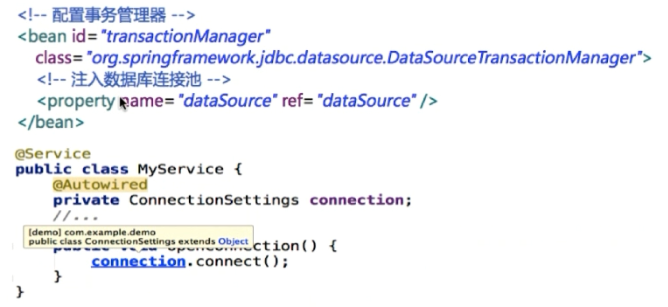 <!-- 配置事务管理器 -->
<bean id="transactionManager"
class="org.springframework.jdbc.datasource.DataSourceTransactionManager">
<!-- 注入数据库连接池 -->
<property name="dataSource" ref="dataSource" />
</bean>
@Service
public class MyService {
@Autowired
private ConnectionSettings connection;
//...
[demo] com.example.demo
public class ConnectionSettings extends Object
() {
connection.connect();
}
}